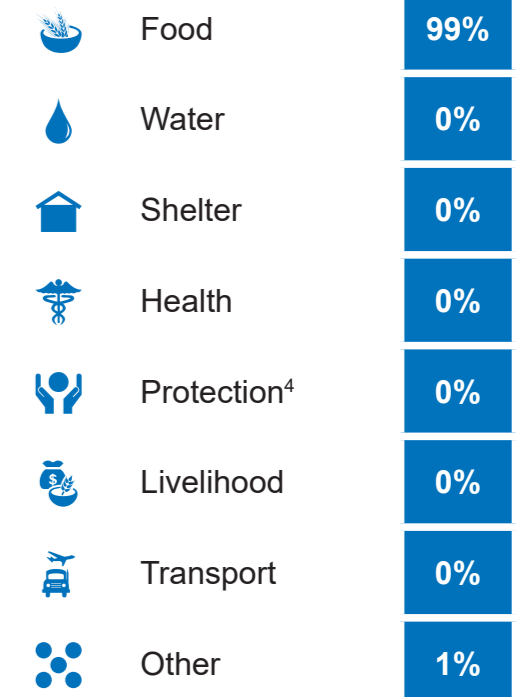 Food 99%
Water 0%
Shelter 0%
Health 0%
Protection⁴ 0%
$ Livelihood 0%
Transport 0%
Other 1%